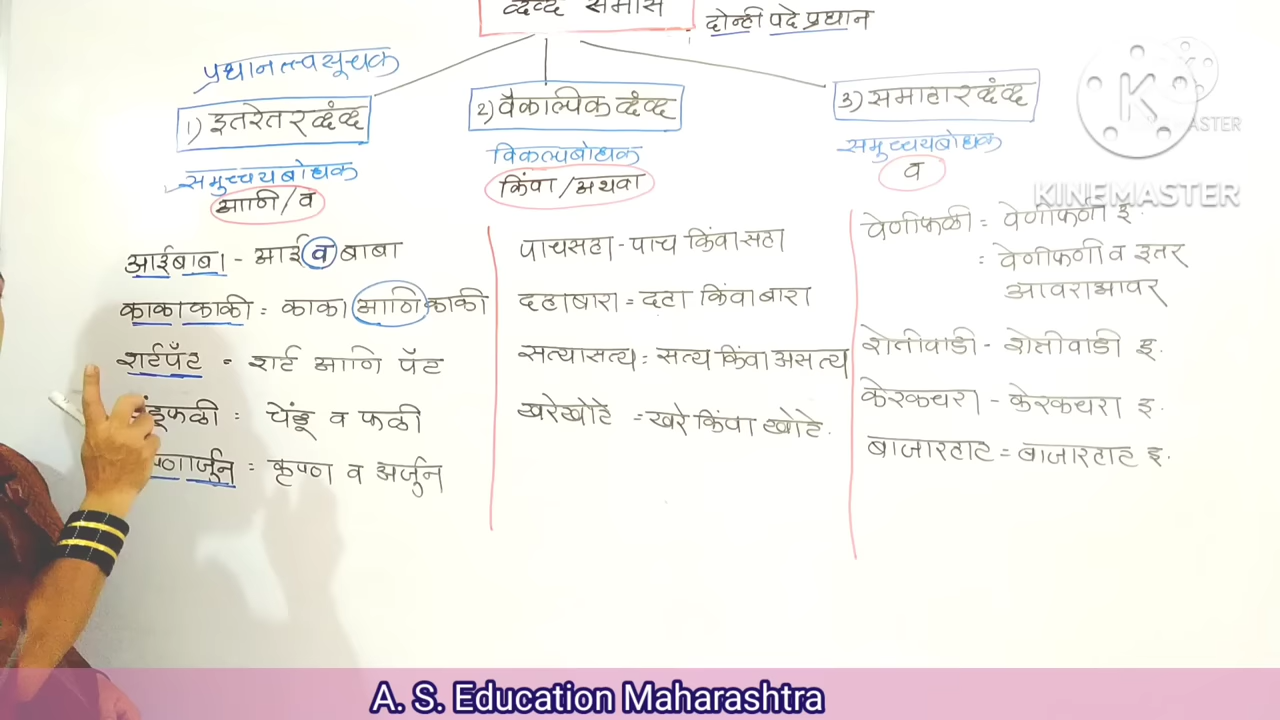 द्वंद्व समास
दोन्ही पदे प्रधान
प्रधानत्वसूचक
1) इतरेतर द्वंद्व
समुच्चयबोधक
आणि / व
आईबाबा - आई व बाबा
काकाकाकी : काका आणि काकी
शर्टपँट - शर्ट आणि पँट
चेंडूफळी : चेंडू व फळी
कृष्णार्जुन : कृष्ण व अर्जुन
2) वैकल्पिक द्वंद्व
विकल्पबोधक
किंवा / अथवा
पाचसहा - पाच किंवा सहा
दहाबारा = दहा किंवा बारा
सत्यासत्य = सत्य किंवा असत्य
खरेखोटे = खरे किंवा खोटे.
3) समाहार द्वंद्व
समुच्चयबोधक
व
वेणीफणी = वेणीफणी इ.
= वेणीफणी व इतर
आवराआवर
शेतीवाडी - शेतीवाडी इ.
केरकचरा - केरकचरा इ.
बाजारहाट = बाजारहाट इ.
K
KINEMASTER
A. S. Education Maharashtra